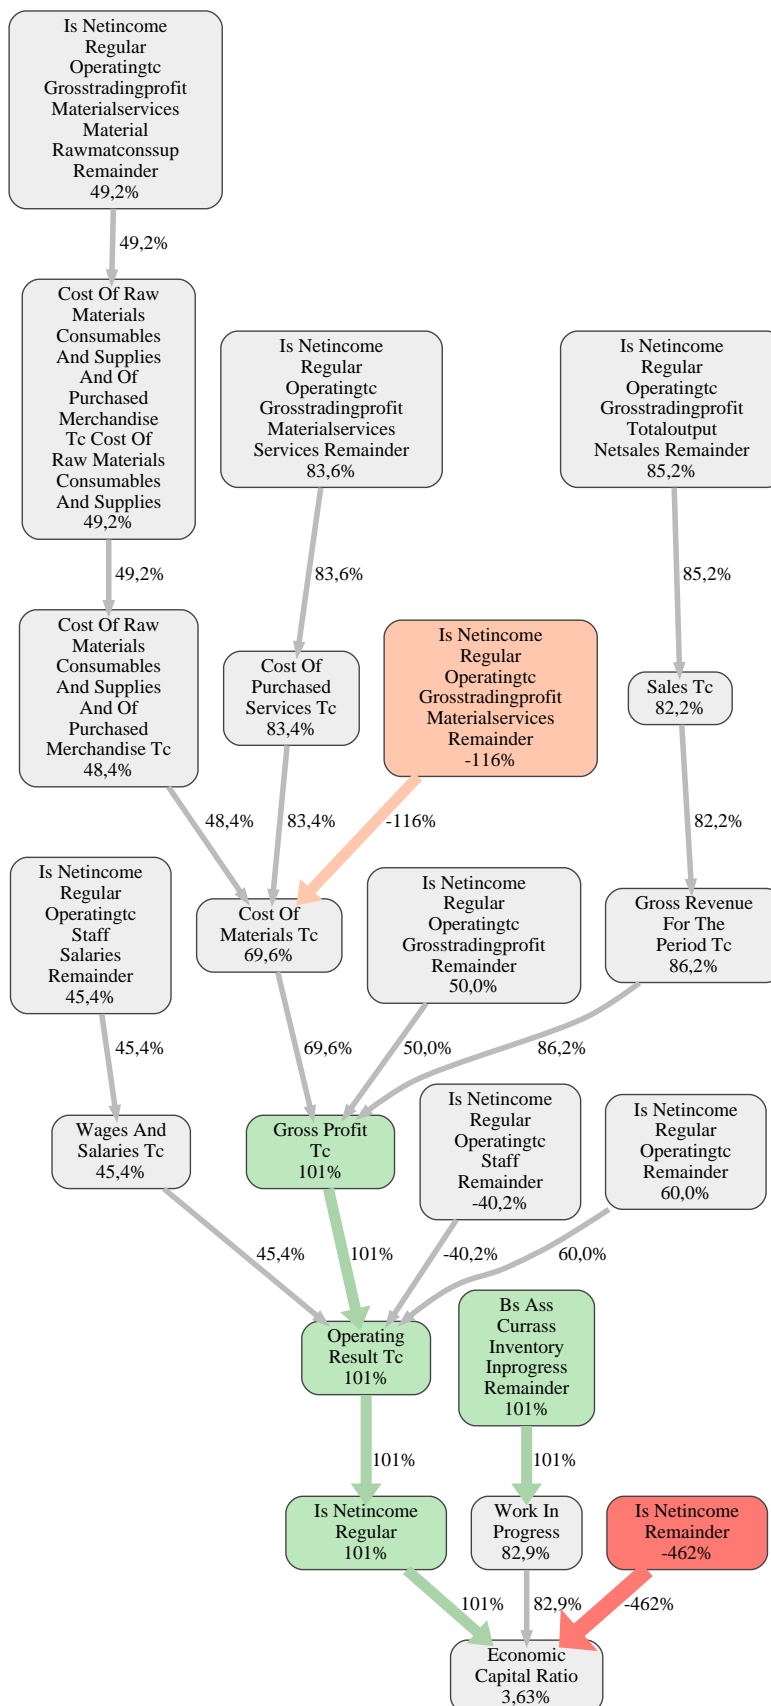 Is Netincome
Regular
Operatingtc
Grosstradingprofit
Materialservices
Material
Rawmatconssup
Remainder
49,2%
49,2%
Cost Of Raw
Materials
Consumables
And Supplies
And Of
Purchased
Merchandise
Tc Cost Of
Raw Materials
Consumables
And Supplies
49,2%
Is Netincome
Regular
Operatingtc
Grosstradingprofit
Materialservices
Services Remainder
83,6%
Is Netincome
Regular
Operatingtc
Grosstradingprofit
Totaloutput
Netsales Remainder
85,2%
49,2%
83,6%
85,2%
Cost Of Raw
Materials
Consumables
And Supplies
And Of
Purchased
Merchandise Tc
48,4%
Cost Of
Purchased
Services Tc
83,4%
Is Netincome
Regular
Operatingtc
Grosstradingprofit
Materialservices
Remainder
-116%
Sales Tc
82,2%
48,4%
83,4%
-116%
82,2%
Is Netincome
Regular
Operatingtc
Staff
Salaries
Remainder
45,4%
Cost Of
Materials Tc
69,6%
Is Netincome
Regular
Operatingtc
Grosstradingprofit
Remainder
50,0%
Gross Revenue
For The
Period Tc
86,2%
45,4%
69,6%
50,0%
86,2%
Wages And
Salaries Tc
45,4%
Gross Profit
Tc
101%
Is Netincome
Regular
Operatingtc
Staff
Remainder
-40,2%
Is Netincome
Regular
Operatingtc
Remainder
60,0%
45,4%
101%
-40,2%
60,0%
Operating
Result Tc
101%
Bs Ass
Currass
Inventory
Inprogress
Remainder
101%
101%
101%
Is Netincome
Regular
101%
Work In
Progress
82,9%
Is Netincome
Remainder
-462%
101%
82,9%
-462%
Economic
Capital Ratio
3,63%